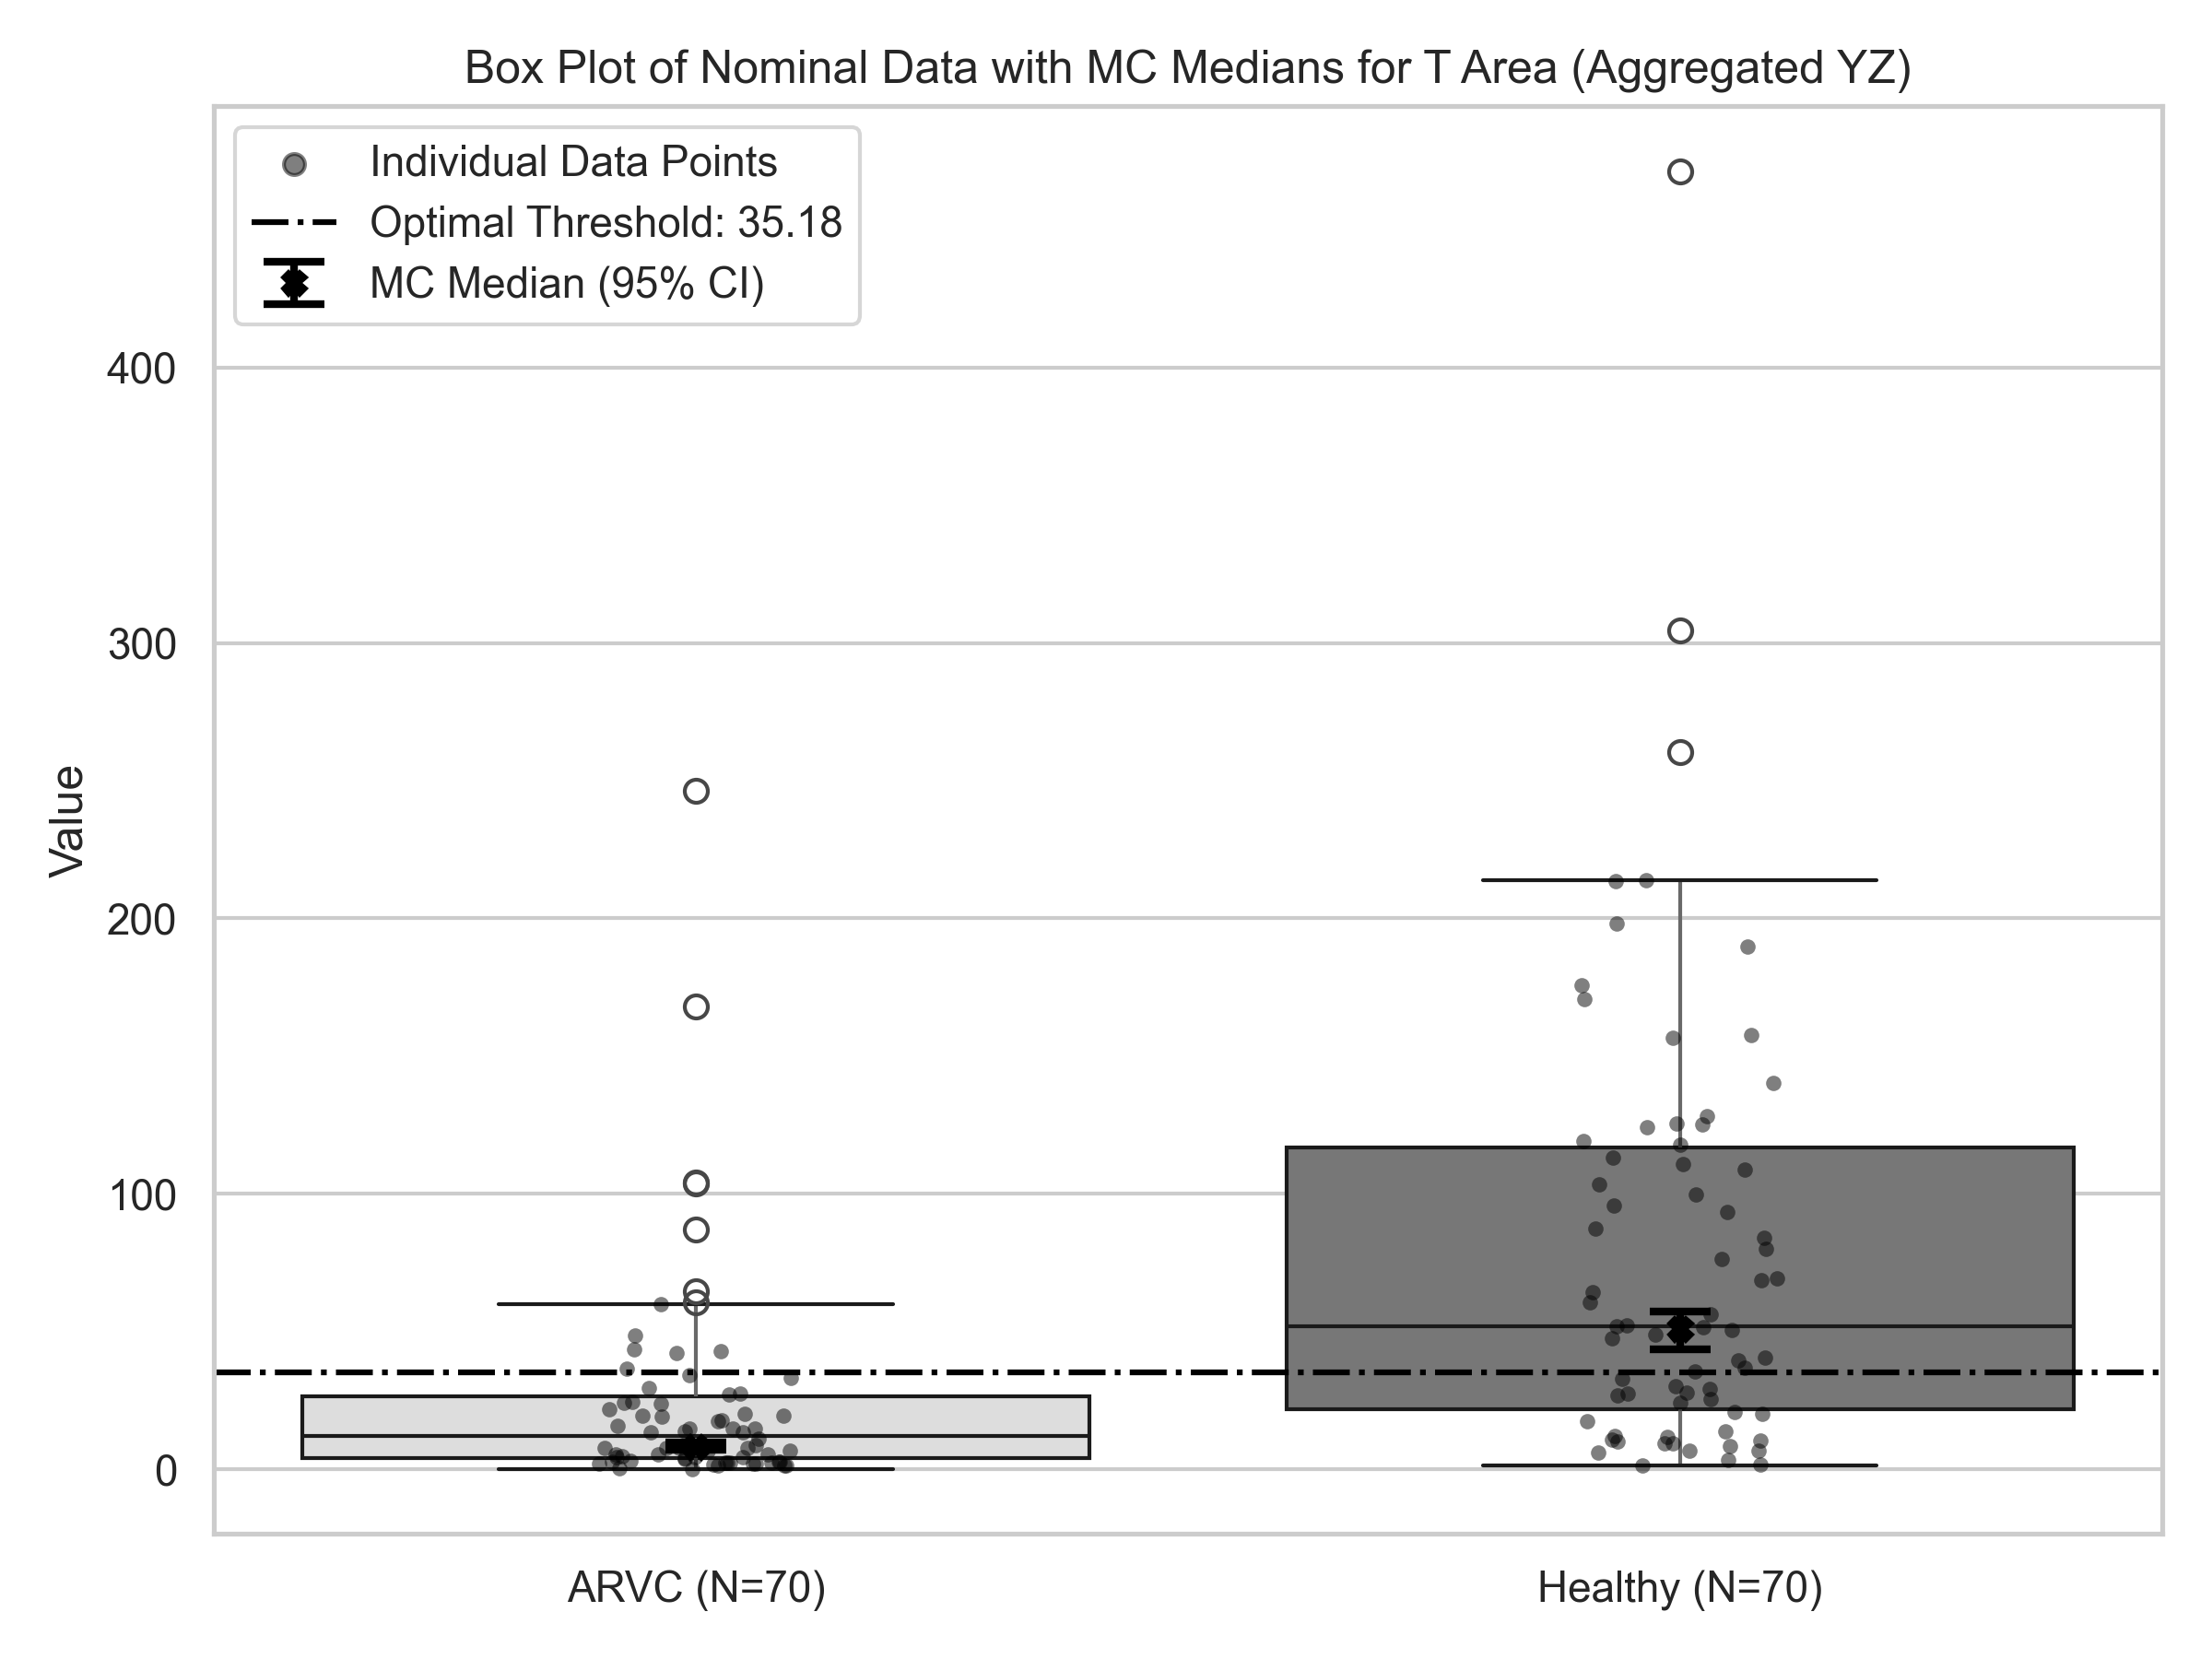 Box Plot of Nominal Data with MC Medians for T Area (Aggregated YZ)
Individual Data Points
Optimal Threshold: 35.18
MC Median (95% CI)
400
300
200
100
0
Value
ARVC (N=70)
Healthy (N=70)